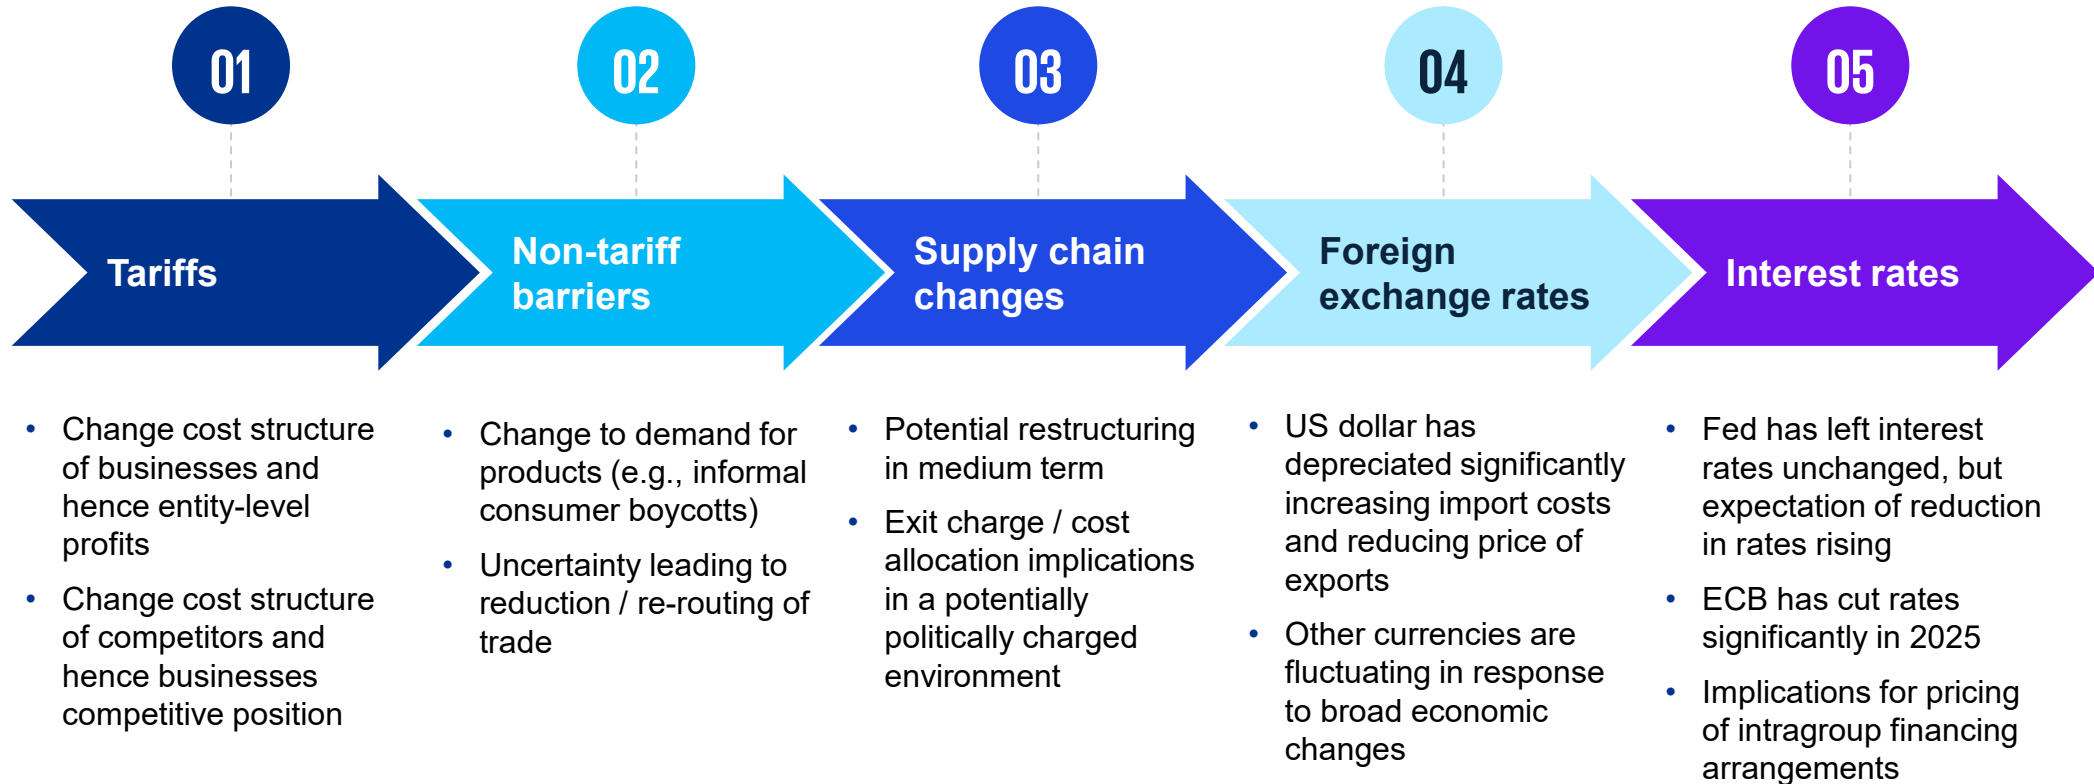 01
02
03
04
05
Tariffs
Non-tariff
barriers
Supply chain
changes
Foreign
exchange rates
Interest rates
• Change cost structure
of businesses and
hence entity-level
profits
• Change cost structure
of competitors and
hence businesses
competitive position
• Change to demand for
products (e.g., informal
consumer boycotts)
• Uncertainty leading to
reduction / re-routing of
trade
• Potential restructuring
in medium term
• Exit charge / cost
allocation implications
in a potentially
politically charged
environment
• US dollar has
depreciated significantly
increasing import costs
and reducing price of
exports
• Other currencies are
fluctuating in response
to broad economic
changes
• Fed has left interest
rates unchanged, but
expectation of reduction
in rates rising
• ECB has cut rates
significantly in 2025
• Implications for pricing
of intragroup financing
arrangements